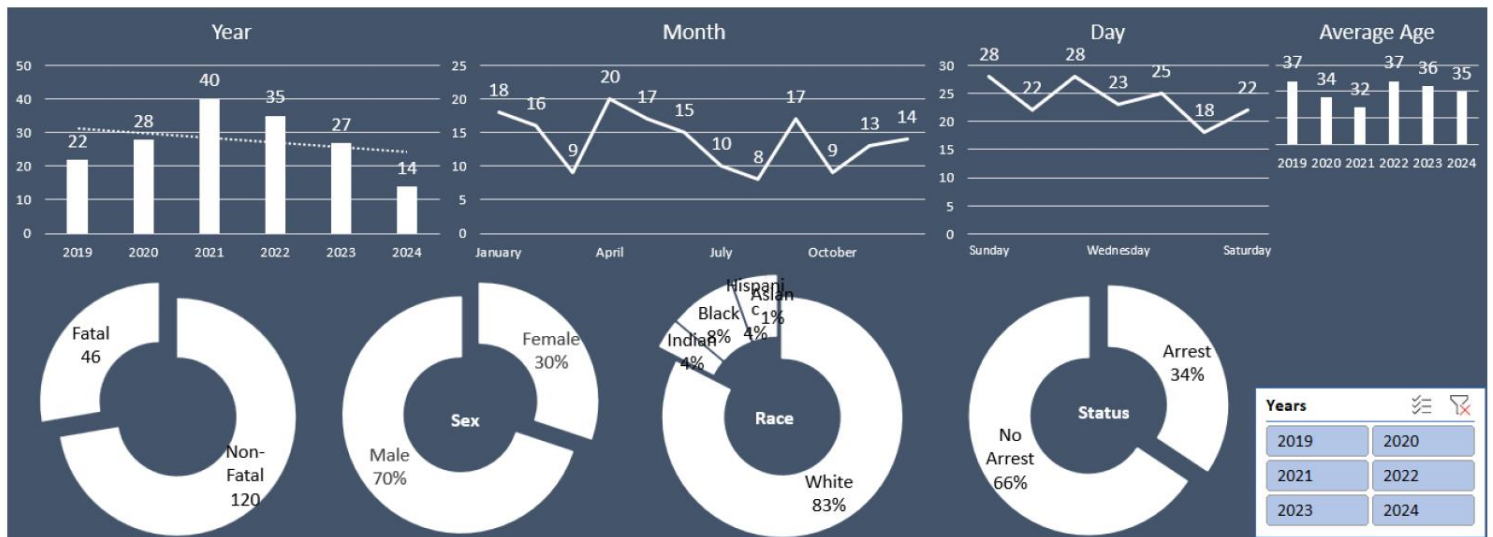 Year
50
40
30
20
10
0
22
28
40
35
27
14
2019
2020
2021
2022
2023
2024
Month
25
20
15
10
5
0
18
16
9
20
17
15
10
8
17
9
13
14
January
April
July
October
Day
30
25
20
15
10
5
0
28
22
28
23
25
18
22
Sunday
Wednesday
Saturday
Average Age
37
34
32
37
36
35
2019 2020 2021 2022 2023 2024
Fatal
46
Non-
Fatal
120
Sex
Female
30%
Male
70%
Race
Hispani
c
4%
Asian
1%
Black
8%
Indian
4%
White
83%
Status
Arrest
34%
No
Arrest
66%
Years
2019
2020
2021
2022
2023
2024